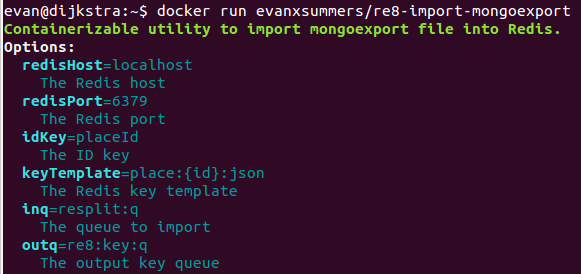 evan@dijkstra:~$ docker run evanxsummers/re8-import-mongoexport
Containerizable utility to import mongoexport file into Redis.
Options:
redisHost=localhost
The Redis host
redisPort=6379
The Redis port
idKey=placeId
The ID key
keyTemplate=place:{id}:json
The Redis key template
inq=resplit:q
The queue to import
outq=re8:key:q
The output key queue